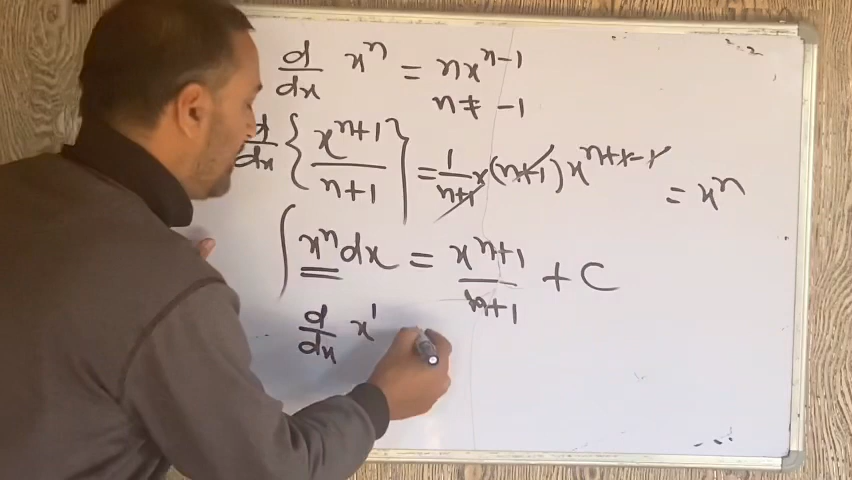 d/dx x^n = nx^(n-1)
n ≠ -1
d/dx { x^(n+1) / (n+1) } = 1/(n+1) × (n+1) x^(n+1-1) = x^n
∫ x^n dx = x^(n+1) / (n+1) + C
d/dx x^1